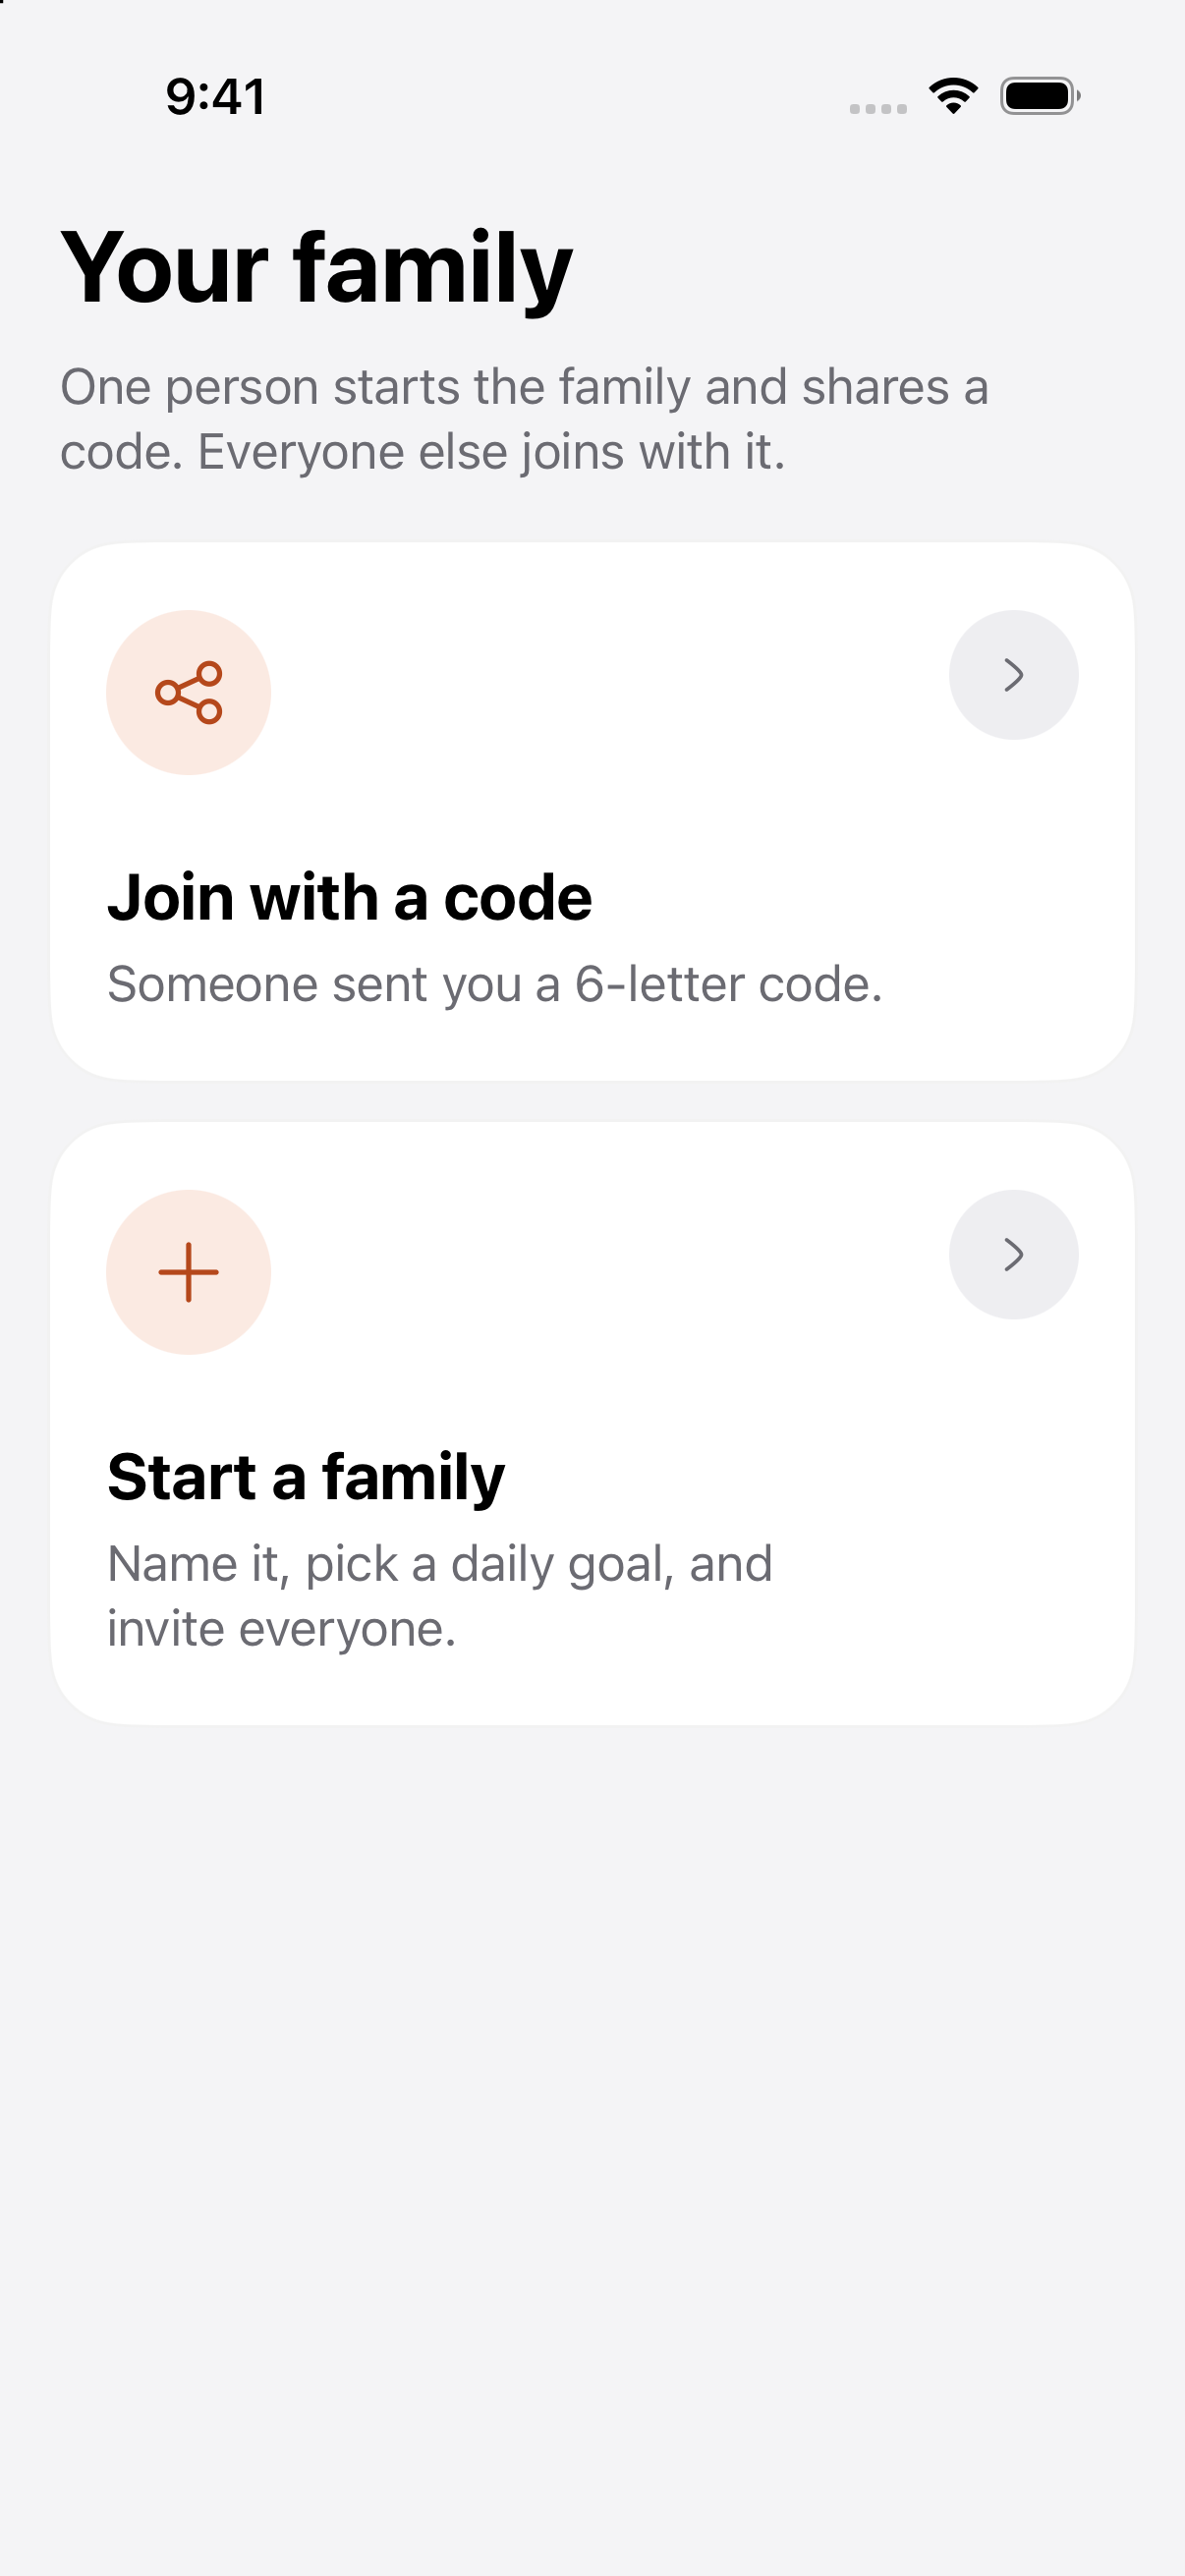 9:41
Your family
One person starts the family and shares a
code. Everyone else joins with it.
Join with a code
Someone sent you a 6-letter code.
Start a family
Name it, pick a daily goal, and
invite everyone.